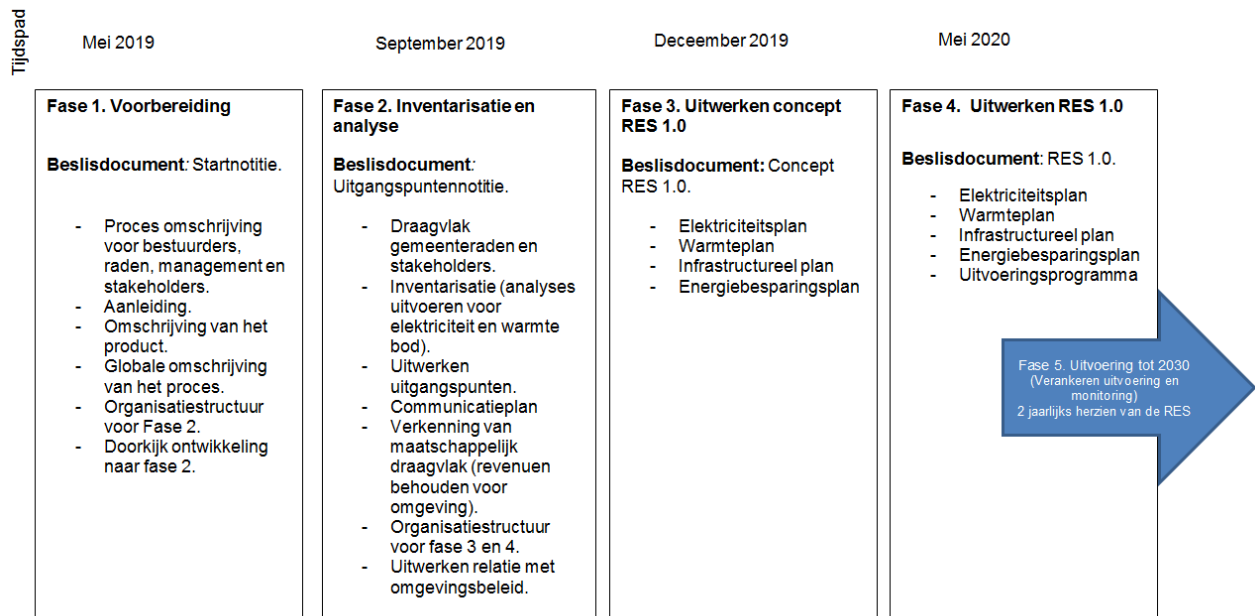 Tijdspad
Mei 2019
September 2019
Deceember 2019
Mei 2020
Fase 1. Voorbereiding
Beslisdocument: Startnotitie.
- Proces omschrijving
voor bestuurders,
raden, management en
stakeholders.
- Aanleiding.
- Omschrijving van het
product.
- Globale omschrijving
van het proces.
- Organisatiestructuur
voor Fase 2.
- Doorkijk ontwikkeling
naar fase 2.
Fase 2. Inventarisatie en
analyse
Beslisdocument:
Uitgangspuntennotitie.
- Draagvlak
gemeenteraden en
stakeholders.
- Inventarisatie (analyses
uitvoeren voor
elektriciteit en warmte
bod).
- Uitwerken
uitgangspunten.
- Communicatieplan
- Verkenning van
maatschappelijk
draagvlak (revenuen
behouden voor
omgeving).
- Organisatiestructuur
voor fase 3 en 4.
- Uitwerken relatie met
omgevingsbeleid.
Fase 3. Uitwerken concept
RES 1.0
Beslisdocument: Concept
RES 1.0.
- Elektriciteitsplan
- Warmteplan
- Infrastructureel plan
- Energiebesparingsplan
Fase 4. Uitwerken RES 1.0
Beslisdocument: RES 1.0.
- Elektriciteitsplan
- Warmteplan
- Infrastructureel plan
- Energiebesparingsplan
- Uitvoeringsprogramma
Fase 5. Uitvoering tot 2030
(Verankeren uitvoering en
monitoring)
2 jaarlijks herzien van de RES